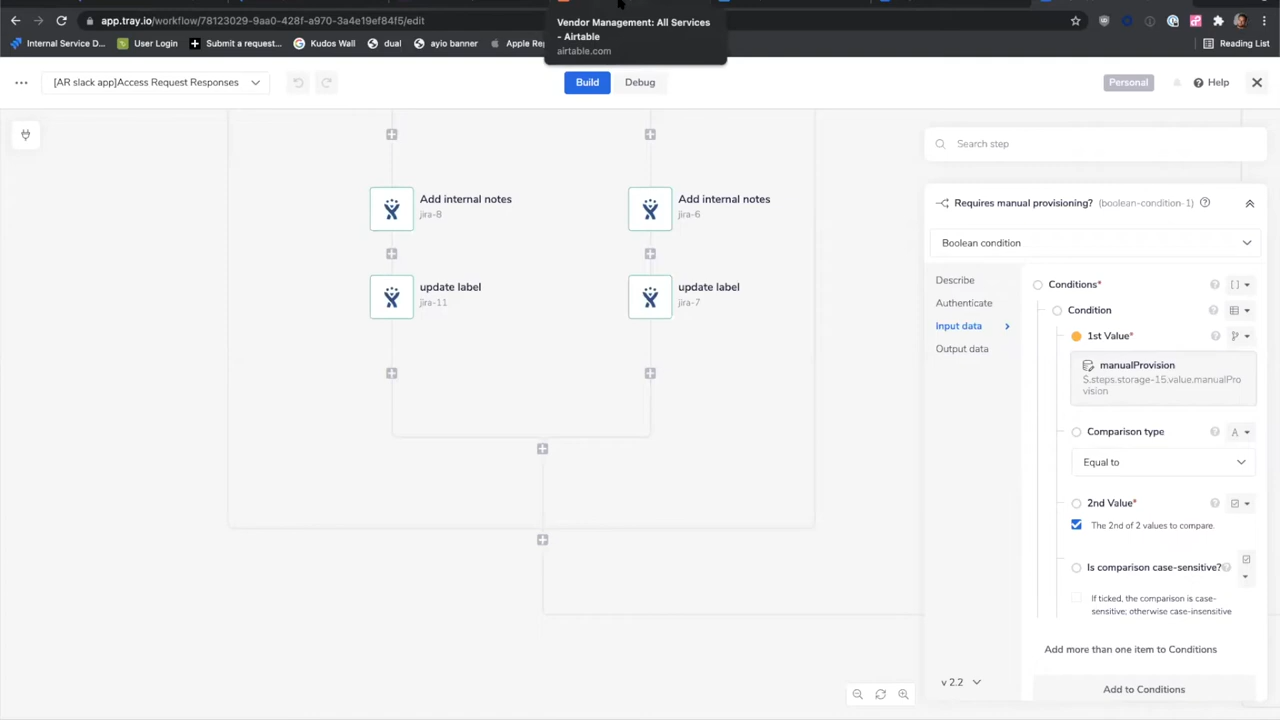 app.tray.io/workflow/78123029-9aa0-428f-a970-3a4e19ef84f5/edit
Vendor Management: All Services
- Airtable
airtable.com
Internal Service D...
User Login
Submit a request...
Kudos Wall
dual
ayio banner
Apple Rep
Reading List
[AR slack app]Access Request Responses
Build
Debug
Personal
Help
Search step
Add internal notes
jira-8
Add internal notes
jira-6
update label
jira-11
update label
jira-7
Requires manual provisioning? (boolean-condition-1)
Boolean condition
Describe
Authenticate
Input data
Output data
Conditions*
Condition
1st Value*
manualProvision
$.steps.storage-15.value.manualPro
vision
Comparison type
A
Equal to
2nd Value*
The 2nd of 2 values to compare.
Is comparison case-sensitive?
If ticked, the comparison is case-
sensitive; otherwise case-insensitive
Add more than one item to Conditions
v 2.2
Add to Conditions